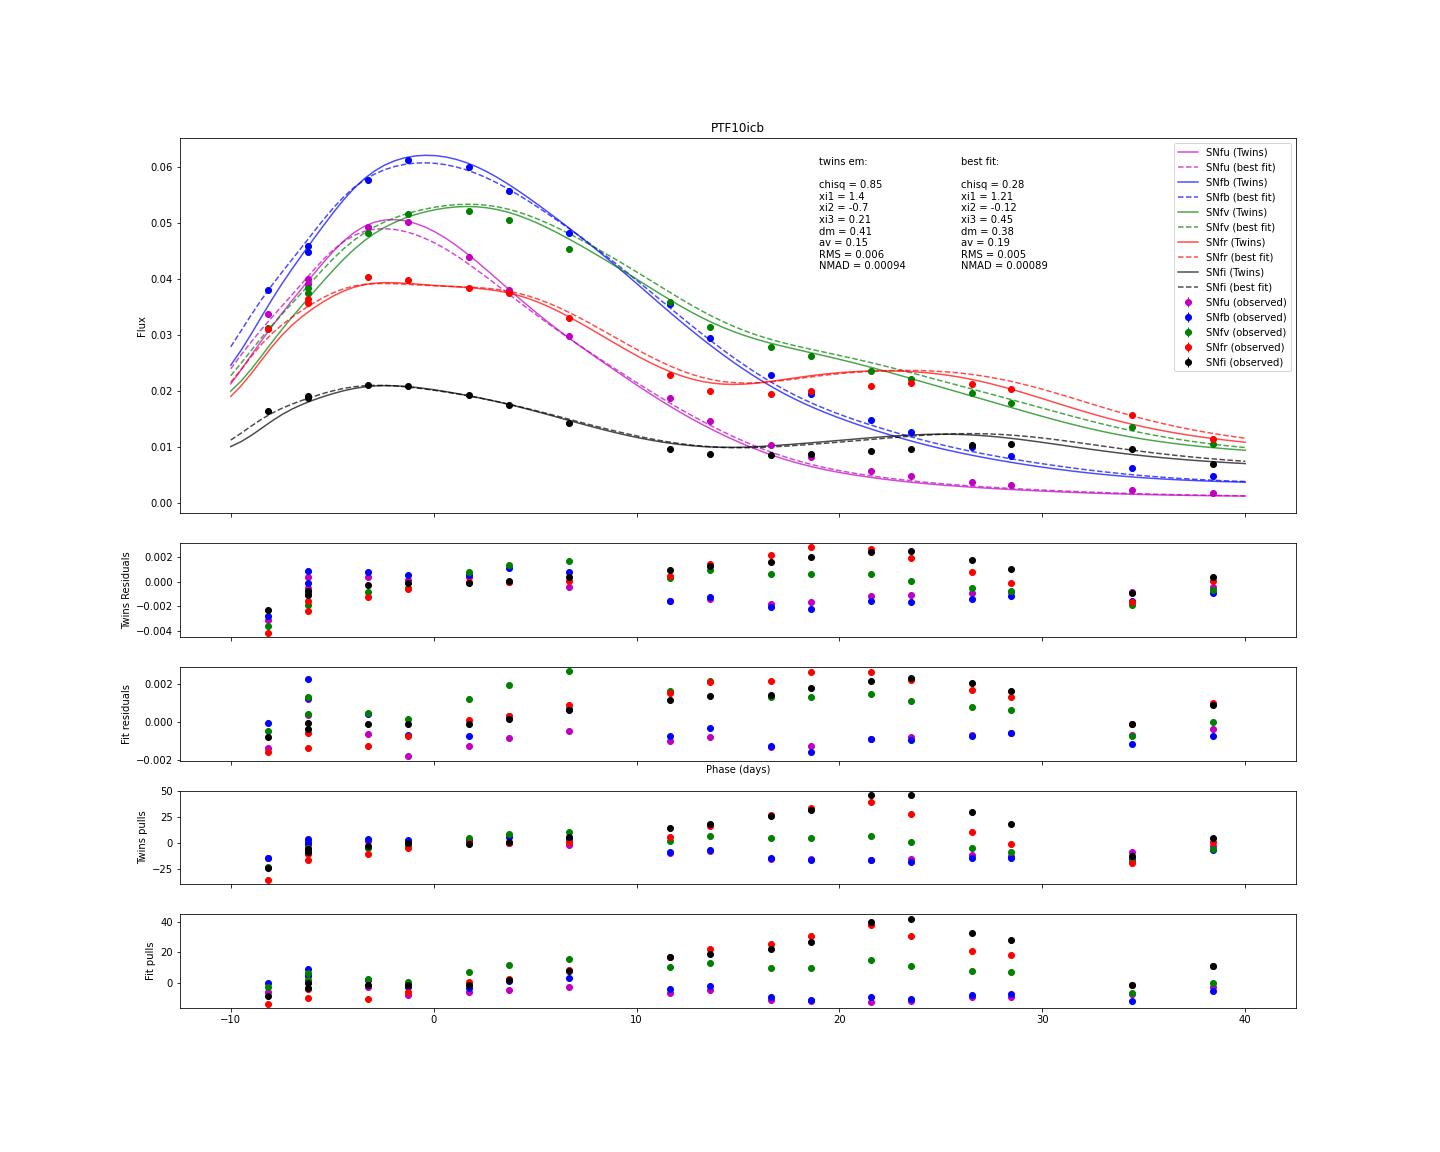 PTF10icb
Flux
0.06
0.05
0.04
0.03
0.02
0.01
0.00
twins em:
chisq = 0.85
xi1 = 1.4
xi2 = -0.7
xi3 = 0.21
dm = 0.41
av = 0.15
RMS = 0.006
NMAD = 0.00094
best fit:
chisq = 0.28
xi1 = 1.21
xi2 = -0.12
xi3 = 0.45
dm = 0.38
av = 0.19
RMS = 0.005
NMAD = 0.00089
SNfu (Twins)
SNfu (best fit)
SNfb (Twins)
SNfb (best fit)
SNfv (Twins)
SNfv (best fit)
SNfr (Twins)
SNfr (best fit)
SNfi (Twins)
SNfi (best fit)
SNfu (observed)
SNfb (observed)
SNfv (observed)
SNfr (observed)
SNfi (observed)
Twins Residuals
0.002
0.000
−0.002
−0.004
Fit residuals
0.002
0.000
−0.002
Phase (days)
Twins pulls
50
25
0
−25
Fit pulls
40
20
0
−10
0
10
20
30
40